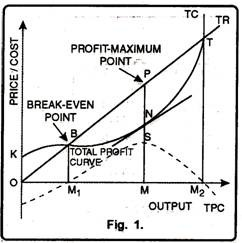 TC
TR
PROFIT-MAXIMUM
POINT
T
P
PRICE/COST
BREAK-EVEN
POINT
N
B
S
K
TOTAL PROFIT
CURVE
O
M₁
M
M₂
OUTPUT
TPC
Fig. 1.